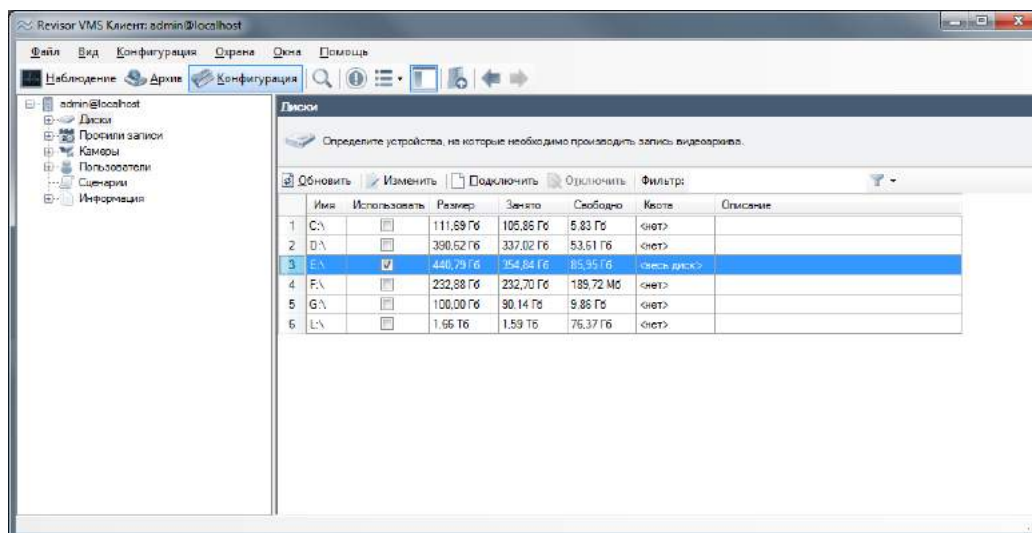 Revisor VMS Клиент: admin@localhost
Файл Вид Конфигурация Охрана Окна Помощь
Наблюдение Архив Конфигурация
admin@localhost
Диски
Профили записи
Камеры
Пользователи
Сценарии
Информация
Диски
Определите устройства, на которые необходимо производить запись видеоархива.
Обновить Изменить Подключить Отключить Фильтр:
Имя Использовать Размер Занято Свободно Квота Описание
1 C:\ 111,69 Гб 105,86 Гб 5,83 Гб <нет>
2 D:\ 390,62 Гб 337,02 Гб 53,61 Гб <нет>
3 E:\ 440,79 Гб 354,84 Гб 85,95 Гб <весь диск>
4 F:\ 232,88 Гб 232,70 Гб 189,72 Мб <нет>
5 G:\ 100,00 Гб 90,14 Гб 9,86 Гб <нет>
6 L:\ 1,66 Тб 1,59 Тб 76,37 Гб <нет>